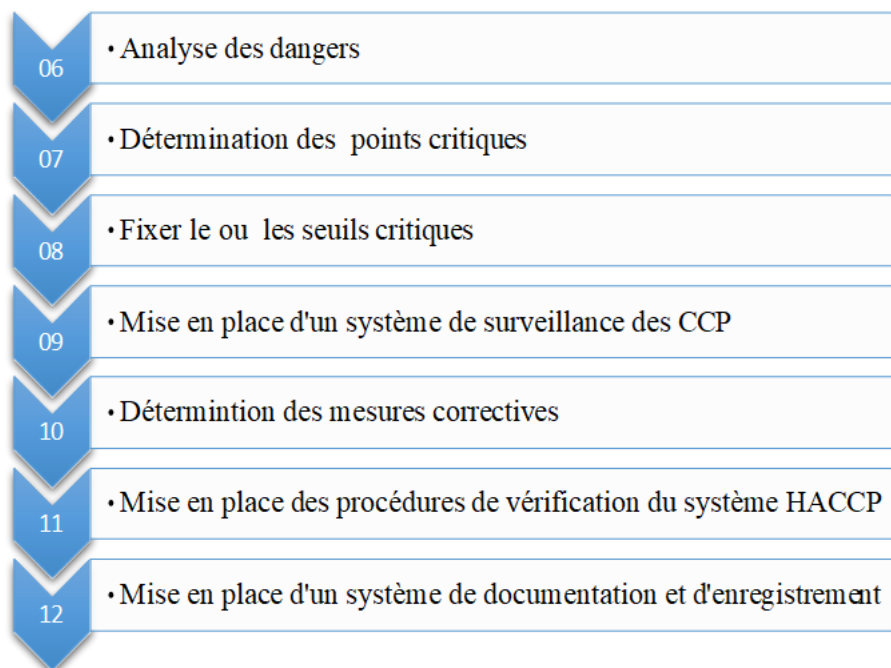 06
• Analyse des dangers
07
• Détermination des  points critiques
08
• Fixer le ou  les seuils critiques
09
• Mise en place d'un système de surveillance des CCP
10
• Détermintion des mesures correctives
11
• Mise en place des procédures de vérification du système HACCP
12
• Mise en place d'un système de documentation et d'enregistrement